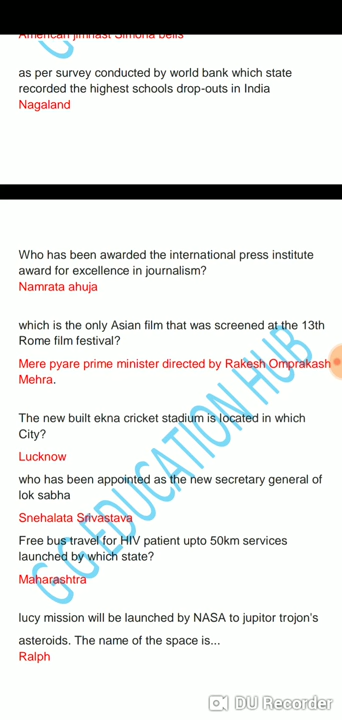 American jimnast Simona beils
as per survey conducted by world bank which state
recorded the highest schools drop-outs in India
Nagaland
Who has been awarded the international press institute
award for excellence in journalism?
Namrata ahuja
which is the only Asian film that was screened at the 13th
Rome film festival?
Mere pyare prime minister directed by Rakesh Omprakash
Mehra.
The new built ekna cricket stadium is located in which
City?
Lucknow
who has been appointed as the new secretary general of
lok sabha
Snehalata Srivastava
Free bus travel for HIV patient upto 50km services
launched by which state?
Maharashtra
lucy mission will be launched by NASA to jupitor trojon's
asteroids. The name of the space is...
Ralph
G G EDUCATION HUB
DU Recorder